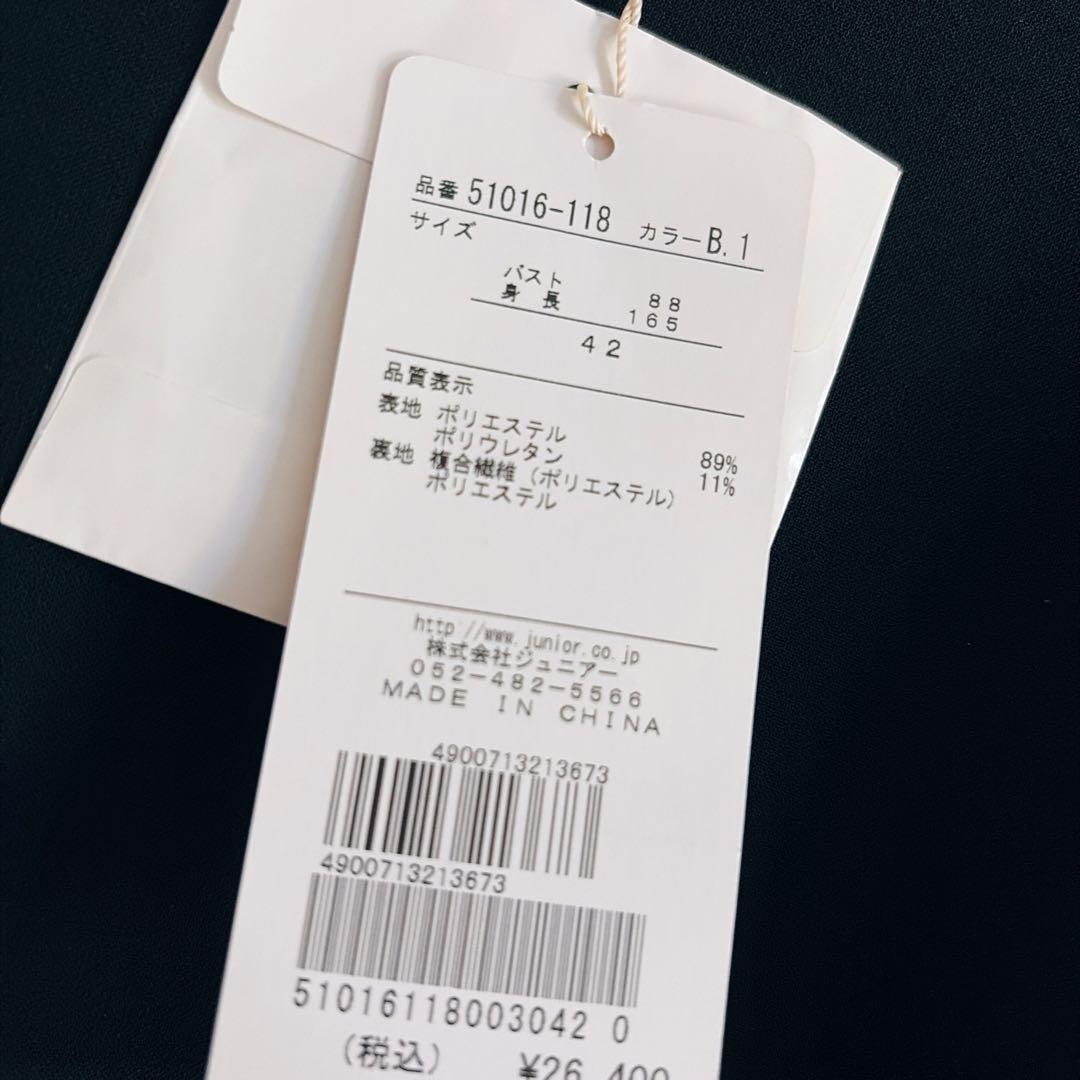 品番 51016-118 カラー B.1
サイズ
バスト 88
身長 165
42
品質表示
表地 ポリエステル 89%
ポリウレタン 11%
裏地 複合繊維 (ポリエステル)
ポリエステル
http://www.junior.co.jp
株式会社ジュニアー
052-482-5566
MADE IN CHINA
4900713213673
4900713213673
51016118003042 0
(税込) ¥26,400